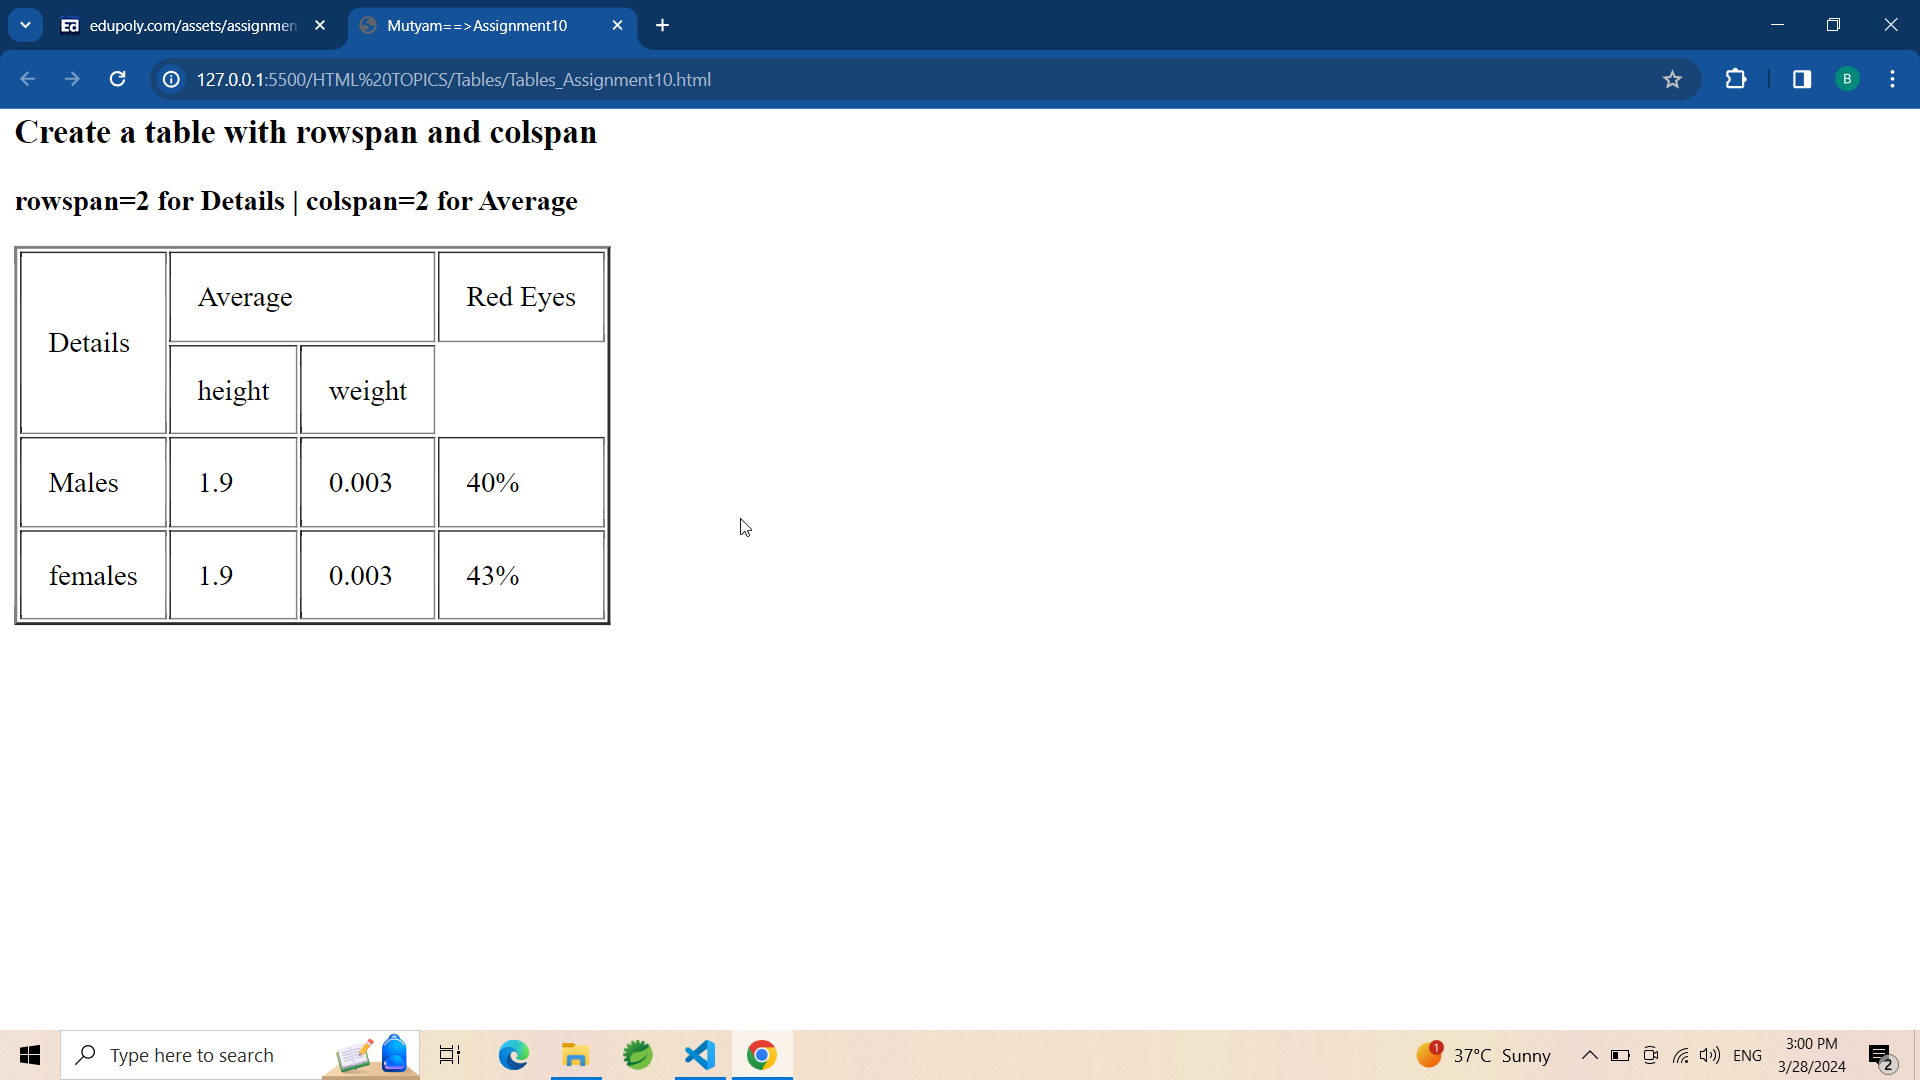 edupoly.com/assets/assignmen
Mutyam==>Assignment10
127.0.0.1:5500/HTML%20TOPICS/Tables/Tables_Assignment10.html
B
Create a table with rowspan and colspan
rowspan=2 for Details | colspan=2 for Average
Details Average Red Eyes
height weight
Males 1.9 0.003 40%
females 1.9 0.003 43%
Type here to search
1
37°C Sunny
ENG
3:00 PM
3/28/2024
2